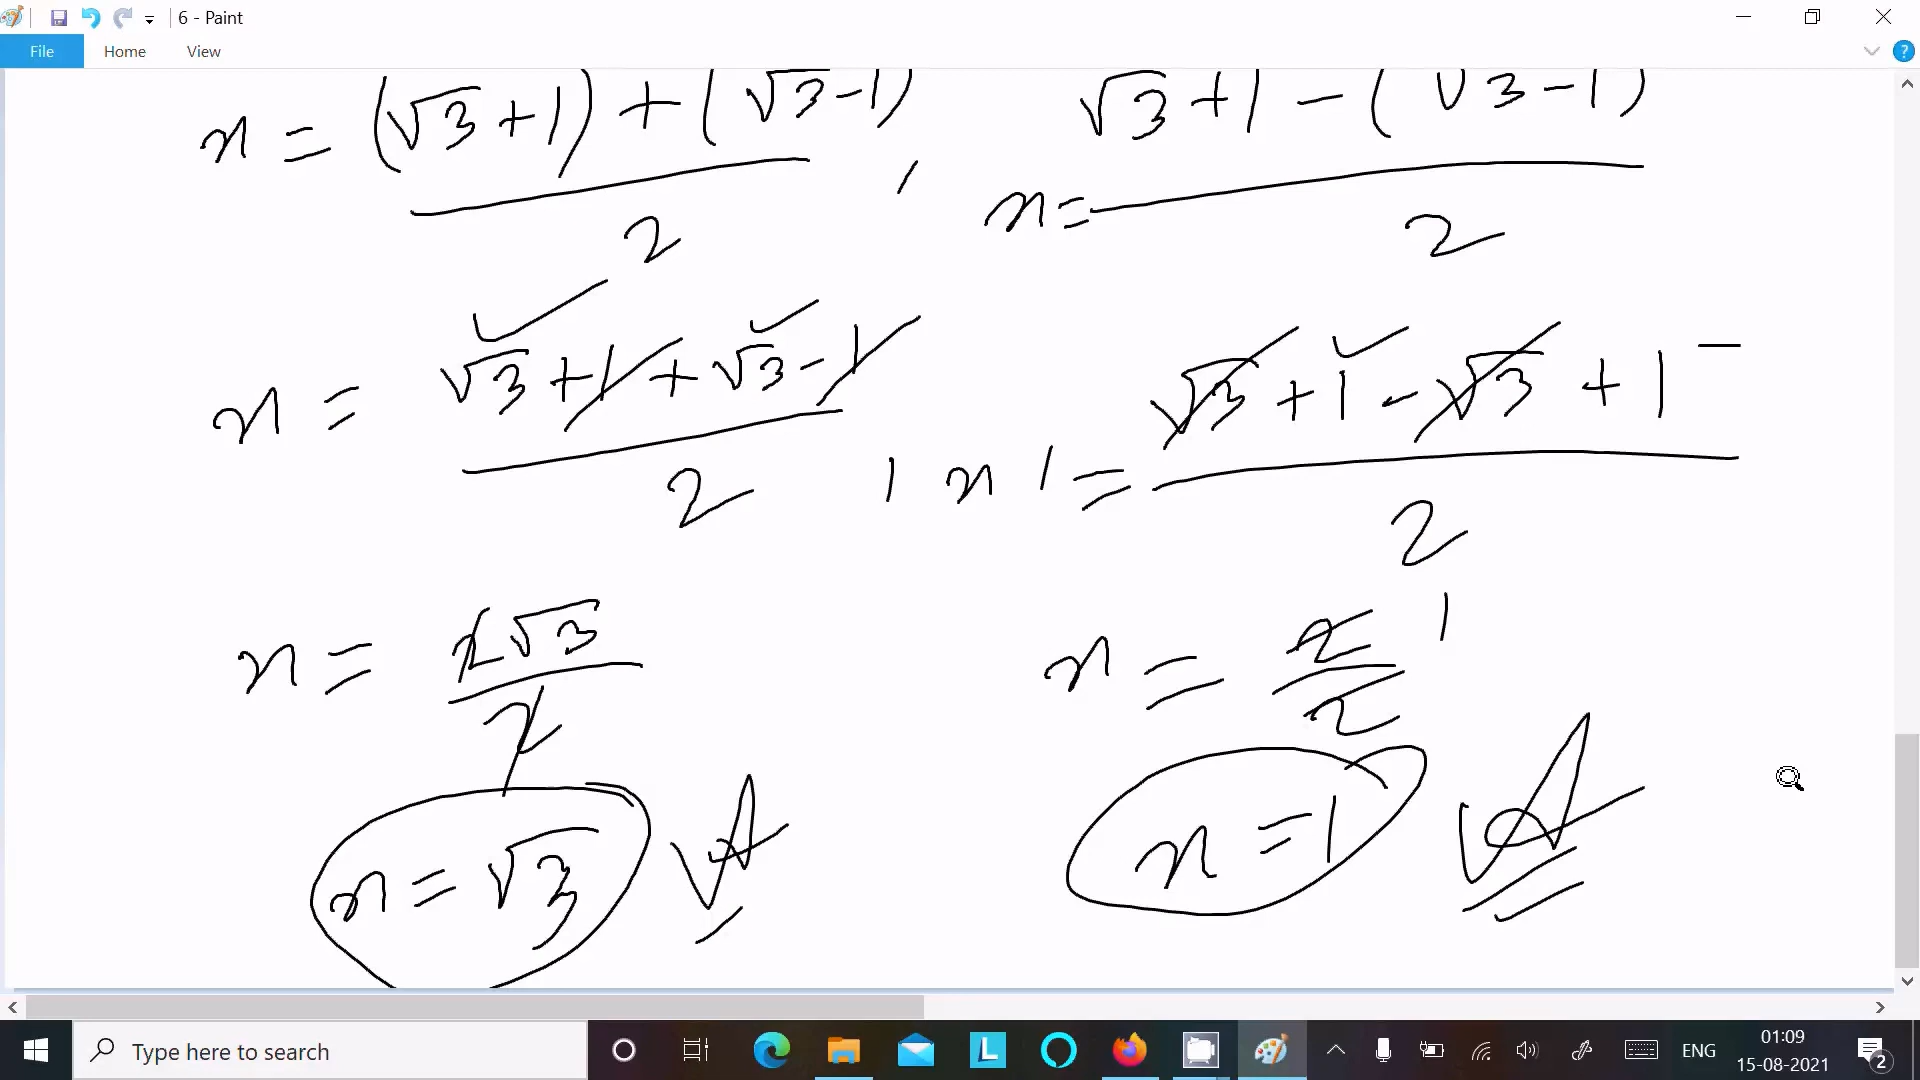 6 - Paint
File Home View
x = ((√3+1) + (√3-1))/2 , x = (√3+1 - (√3-1))/2
x = (√3+1+√3-1)/2 , x = (√3+1-√3+1)/2
x = 2√3/2 x = 2/2 1
x = √3 x = 1
Type here to search
ENG
01:09
15-08-2021
2